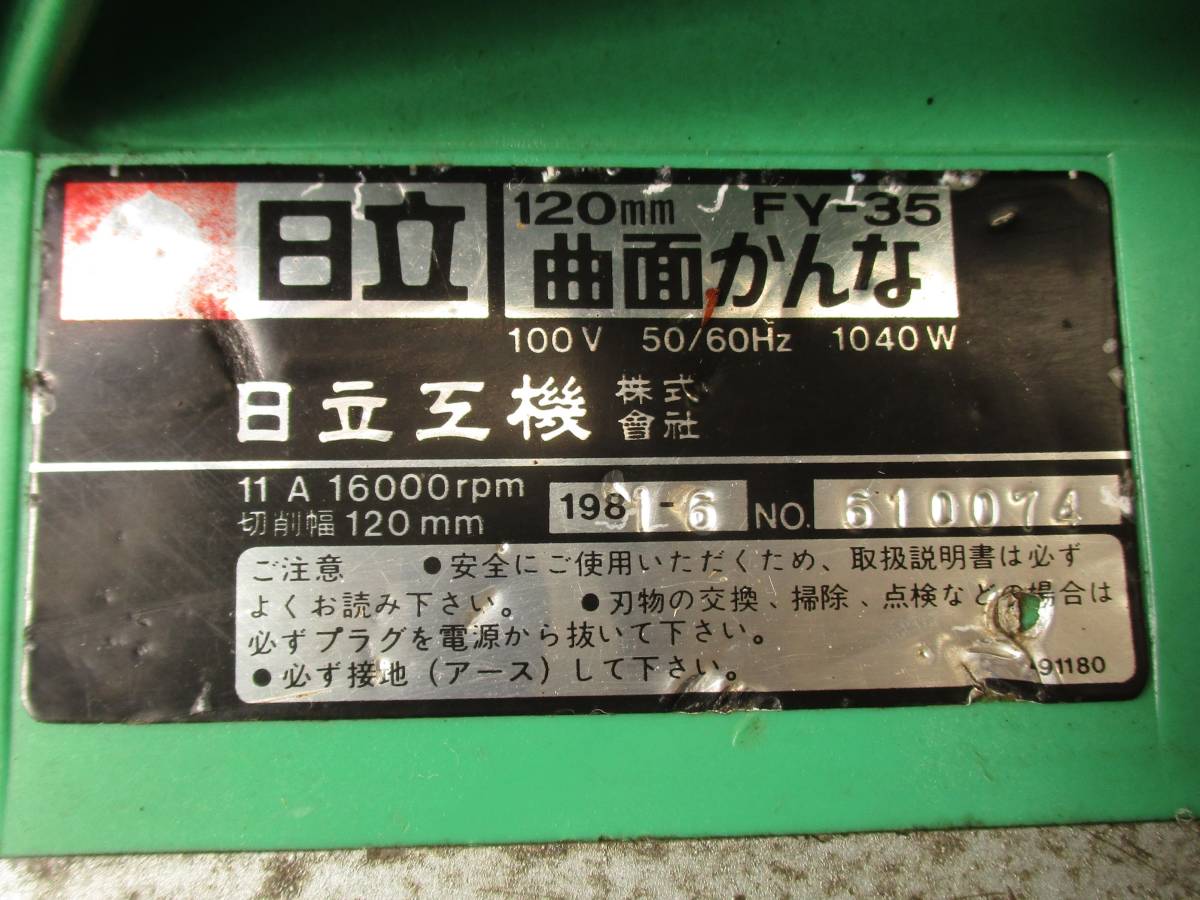 日立
120mm FY-35
曲面かんな
100V 50/60Hz 1040W
日立工機 株式會社
11 A 16000rpm
切削幅 120mm
1981-6 NO. 610074
ご注意 ●安全にご使用いただくため、取扱説明書は必ず
よくお読み下さい。 ●刃物の交換、掃除、点検などの場合は
必ずプラグを電源から抜いて下さい。
●必ず接地(アース)して下さい。
91180